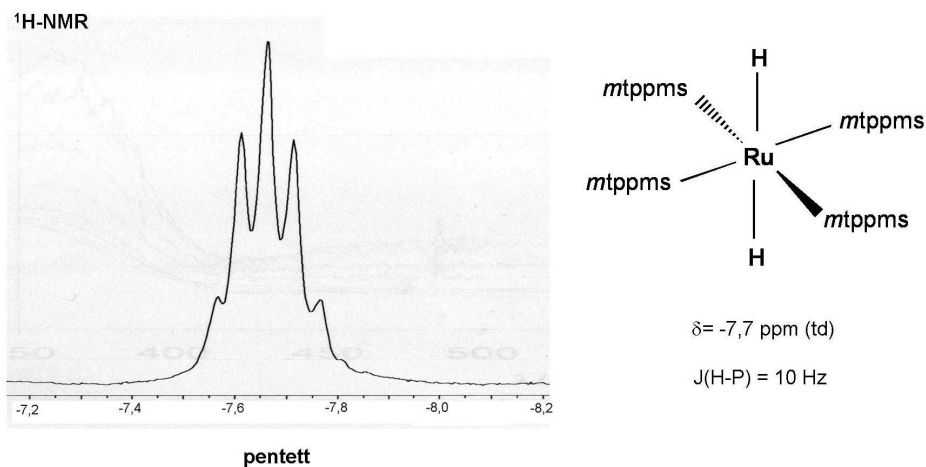 ¹H-NMR
H
mtppms
mtppms
Ru
mtppms
mtppms
H
δ= -7,7 ppm (td)
J(H-P) = 10 Hz
50 400 450 500
-7,2 -7,4 -7,6 -7,8 -8,0 -8,2
pentett